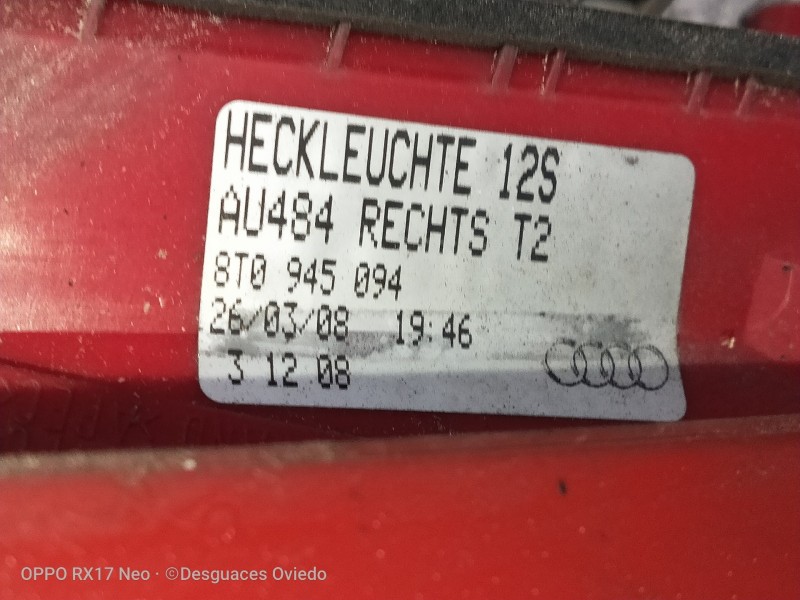 HECKLEUCHTE 12S
AU484 RECHTS T2
8T0 945 094
26/03/08 19:46
3 12 08
OPPO RX17 Neo · ©Desguaces Oviedo